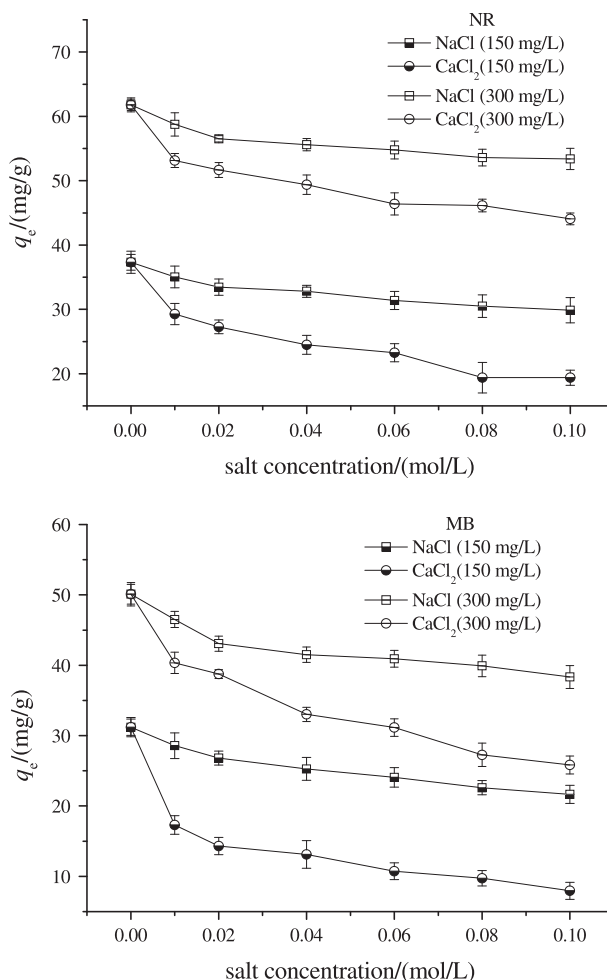 NR
NaCl (150 mg/L)
CaCl₂(150 mg/L)
NaCl (300 mg/L)
CaCl₂(300 mg/L)
70
60
50
40
30
20
qₑ/(mg/g)
0.00 0.02 0.04 0.06 0.08 0.10
salt concentration/(mol/L)
MB
NaCl (150 mg/L)
CaCl₂(150 mg/L)
NaCl (300 mg/L)
CaCl₂(300 mg/L)
60
50
40
30
20
10
qₑ/(mg/g)
0.00 0.02 0.04 0.06 0.08 0.10
salt concentration/(mol/L)